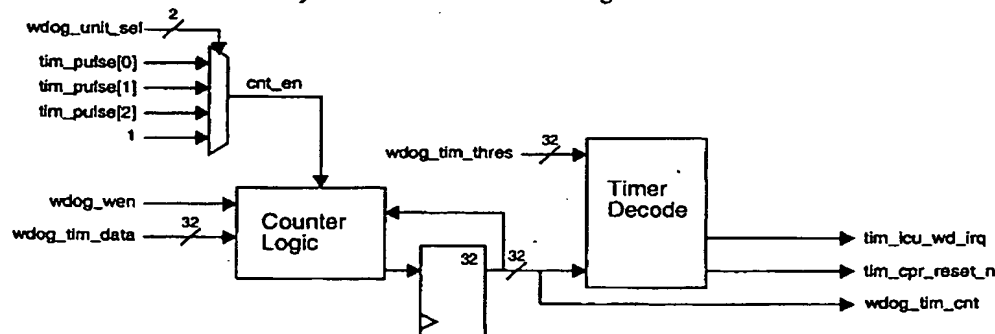 2
wdog_unit_sel
tim_pulse[0]
tim_pulse[1]
tim_pulse[2]
1
cnt_en
wdog_tim_thres
32
wdog_wen
wdog_tim_data
32
Counter
Logic
32
32
Timer
Decode
tim_icu_wd_irq
tim_cpr_reset_n
wdog_tim_cnt